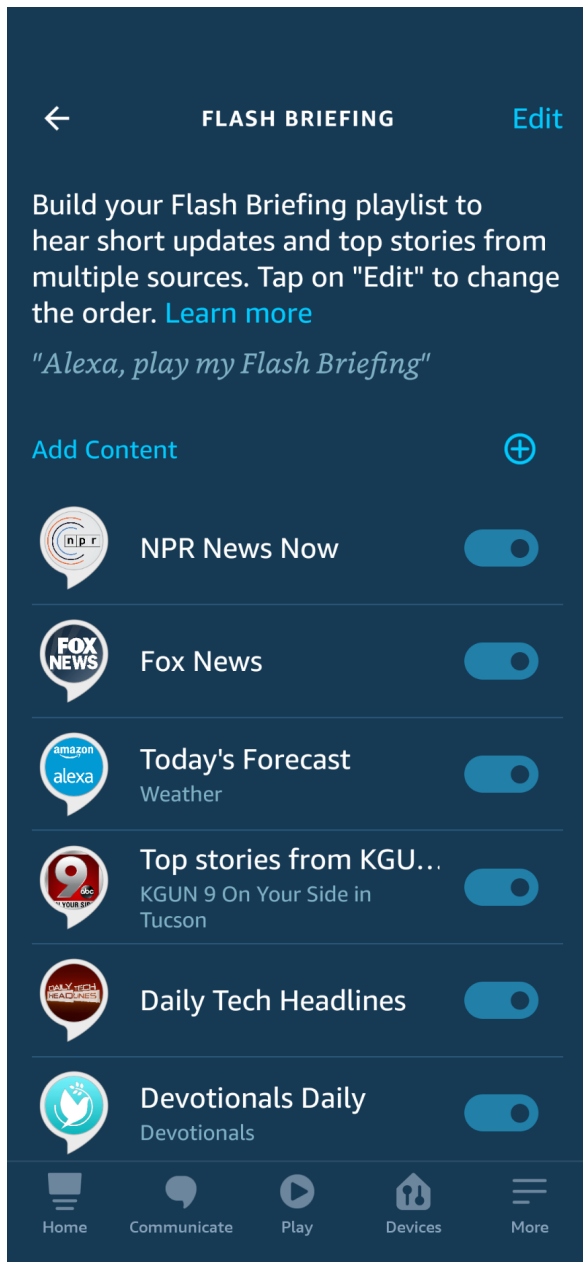 FLASH BRIEFING
Edit
Build your Flash Briefing playlist to
hear short updates and top stories from
multiple sources. Tap on "Edit" to change
the order. Learn more
"Alexa, play my Flash Briefing"
Add Content
npr
NPR News Now
FOX
NEWS
Fox News
amazon
alexa
Today's Forecast
Weather
9
abc
Top stories from KGU...
KGUN 9 On Your Side in
Tucson
DAILY TECH
HEADLINES
Daily Tech Headlines
Devotionals Daily
Devotionals
Home
Communicate
Play
Devices
More